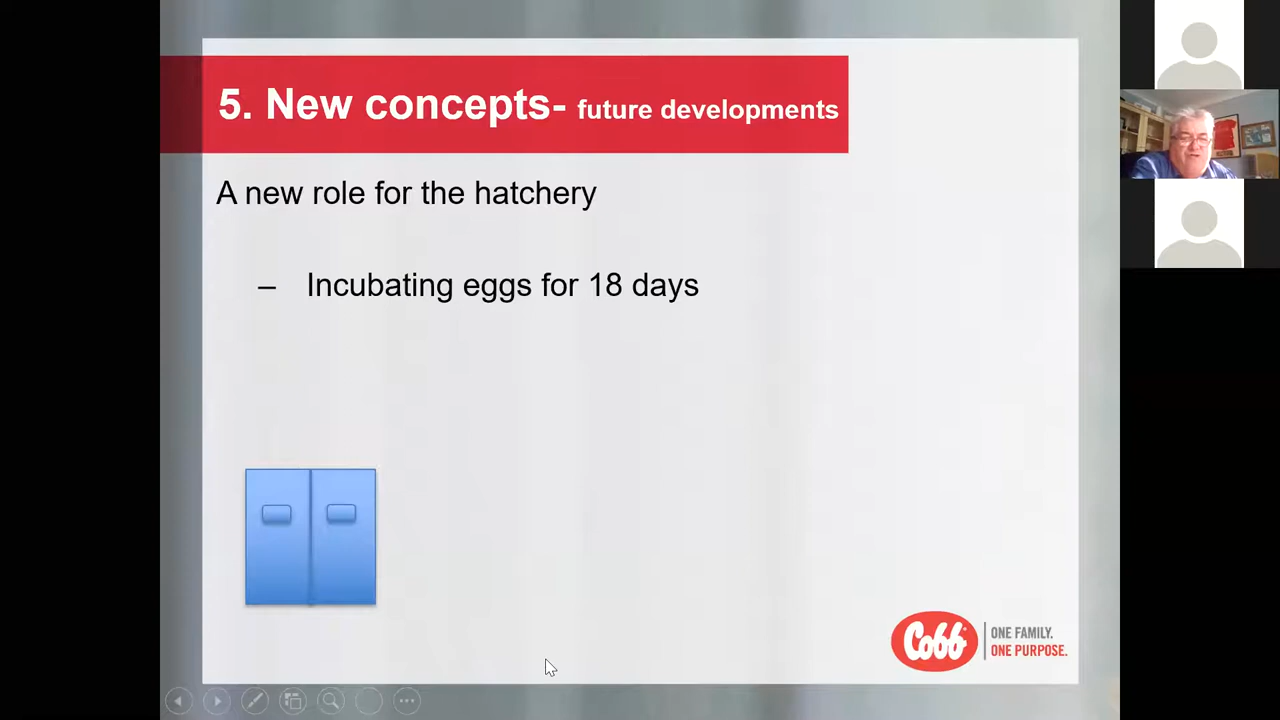 5. New concepts- future developments
A new role for the hatchery
– Incubating eggs for 18 days
Cobb
ONE FAMILY.
ONE PURPOSE.